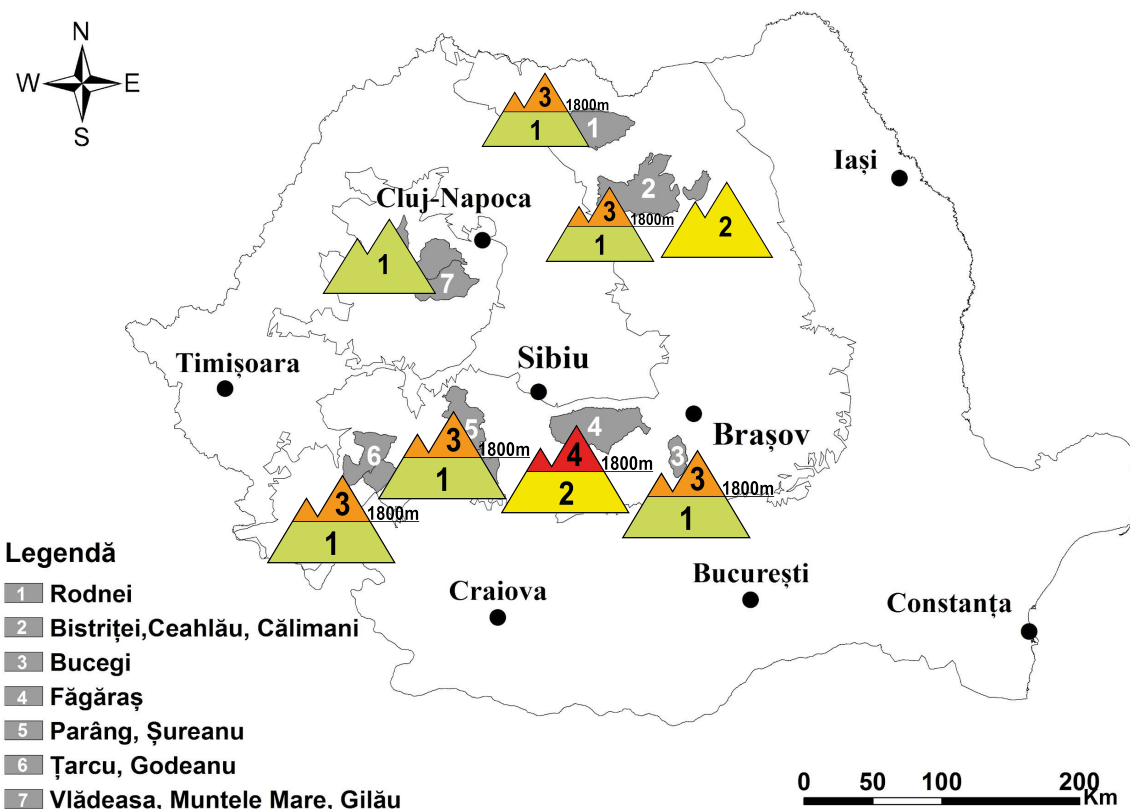 N
W E
S
3
1800m
1
1
Iași
2
Cluj-Napoca
3
1800m
1
2
1
7
Timișoara
Sibiu
Brașov
5
3
1800m
1
4
4
1800m
2
3
3
1800m
1
6
3
1800m
1
Legendă
1 Rodnei
2 Bistriței,Ceahlău, Călimani
3 Bucegi
4 Făgăraș
5 Parâng, Șureanu
6 Țarcu, Godeanu
7 Vlădeasa, Muntele Mare, Gilău
Craiova
București
Constanța
0 50 100 200
Km